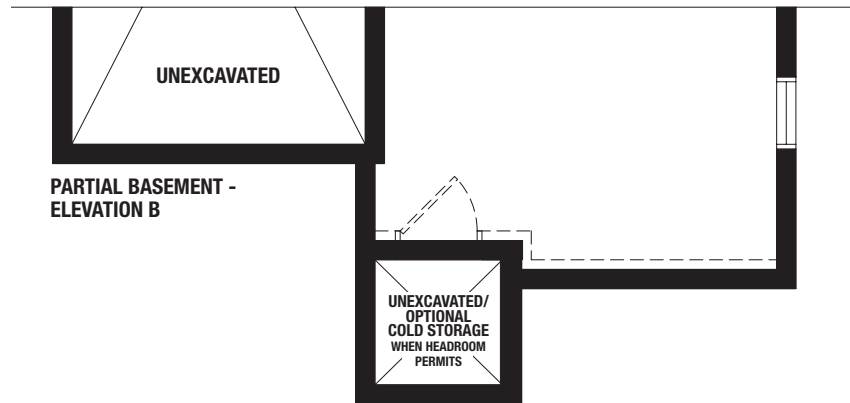 UNEXCAVATED
PARTIAL BASEMENT -
ELEVATION B
UNEXCAVATED/
OPTIONAL
COLD STORAGE
WHEN HEADROOM
PERMITS